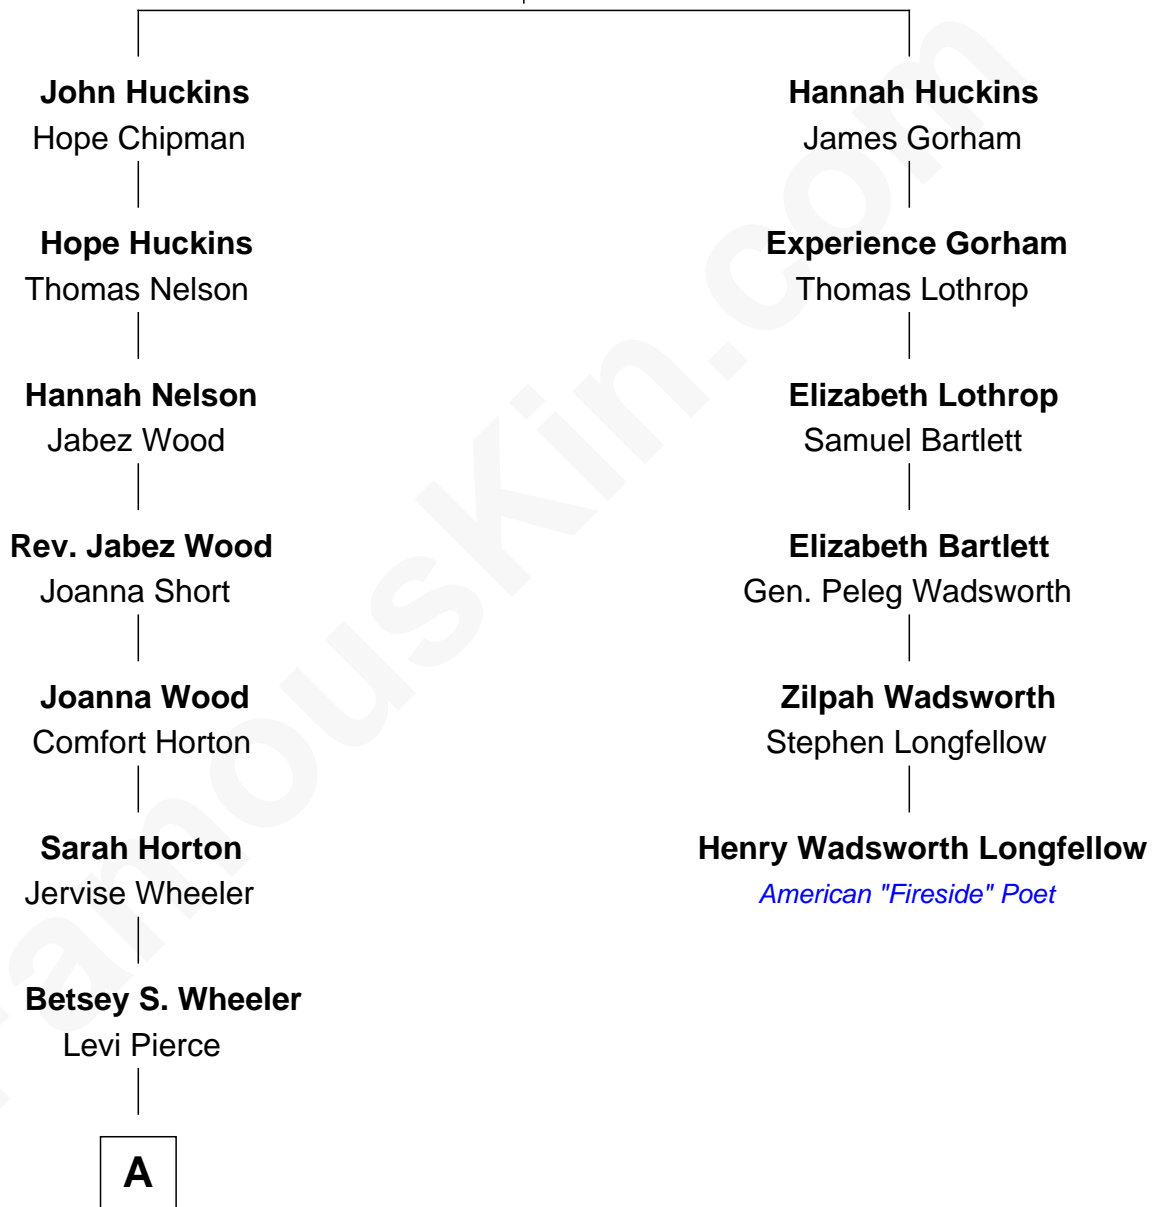 John Huckins
Hope Chipman
Hope Huckins
Thomas Nelson
Hannah Nelson
Jabez Wood
Rev. Jabez Wood
Joanna Short
Joanna Wood
Comfort Horton
Sarah Horton
Jervise Wheeler
Betsey S. Wheeler
Levi Pierce
A
Hannah Huckins
James Gorham
Experience Gorham
Thomas Lothrop
Elizabeth Lothrop
Samuel Bartlett
Elizabeth Bartlett
Gen. Peleg Wadsworth
Zilpah Wadsworth
Stephen Longfellow
Henry Wadsworth Longfellow
American "Fireside" Poet
FamousKin.com